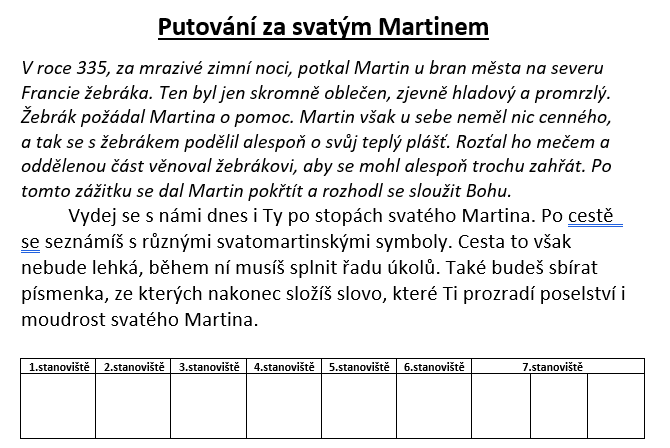 Putování za svatým Martinem
V roce 335, za mrazivé zimní noci, potkal Martin u bran města na severu
Francie žebráka. Ten byl jen skromně oblečen, zjevně hladový a promrzlý.
Žebrák požádal Martina o pomoc. Martin však u sebe neměl nic cenného,
a tak se s žebrákem podělil alespoň o svůj teplý plášť. Rozťal ho mečem a
oddělenou část věnoval žebrákovi, aby se mohl alespoň trochu zahřát. Po
tomto zážitku se dal Martin pokřtít a rozhodl se sloužit Bohu.
Vydej se s námi dnes i Ty po stopách svatého Martina. Po cestě
se seznámíš s různými svatomartinskými symboly. Cesta to však
nebude lehká, během ní musíš splnit řadu úkolů. Také budeš sbírat
písmenka, ze kterých nakonec složíš slovo, které Ti prozradí poselství i
moudrost svatého Martina.
1.stanoviště 2.stanoviště 3.stanoviště 4.stanoviště 5.stanoviště 6.stanoviště 7.stanoviště